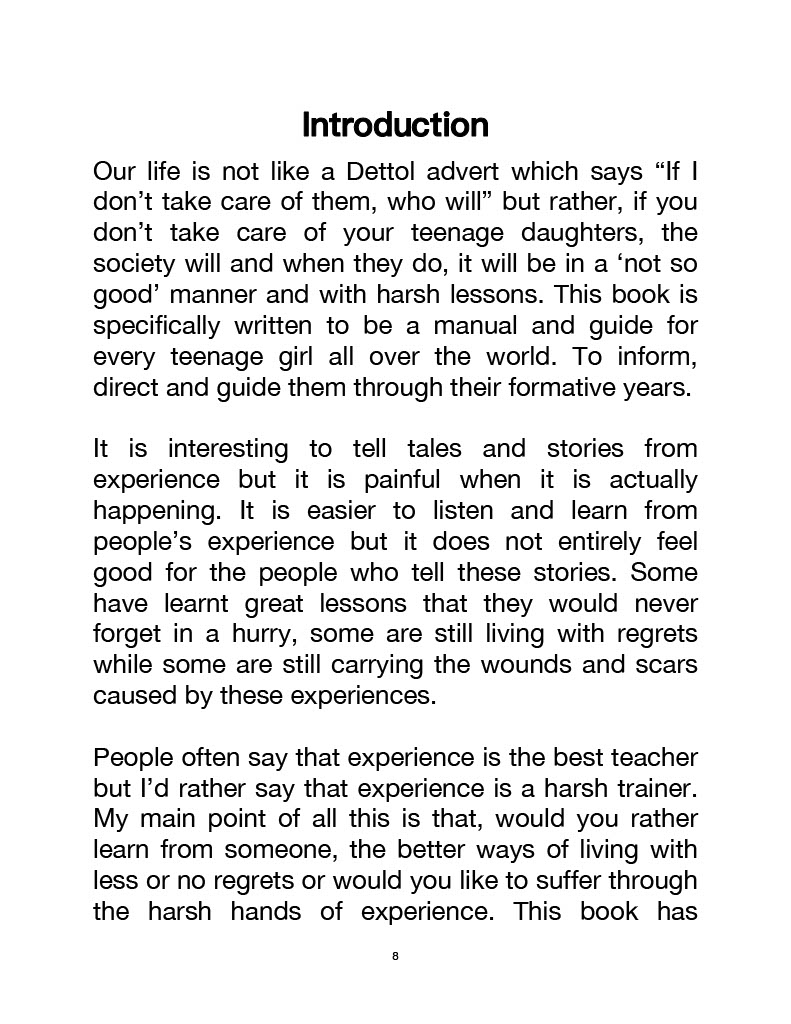 Introduction
Our life is not like a Dettol advert which says “If I
don’t take care of them, who will” but rather, if you
don’t take care of your teenage daughters, the
society will and when they do, it will be in a ‘not so
good’ manner and with harsh lessons. This book is
specifically written to be a manual and guide for
every teenage girl all over the world. To inform,
direct and guide them through their formative years.
It is interesting to tell tales and stories from
experience but it is painful when it is actually
happening. It is easier to listen and learn from
people’s experience but it does not entirely feel
good for the people who tell these stories. Some
have learnt great lessons that they would never
forget in a hurry, some are still living with regrets
while some are still carrying the wounds and scars
caused by these experiences.
People often say that experience is the best teacher
but I’d rather say that experience is a harsh trainer.
My main point of all this is that, would you rather
learn from someone, the better ways of living with
less or no regrets or would you like to suffer through
the harsh hands of experience. This book has
8